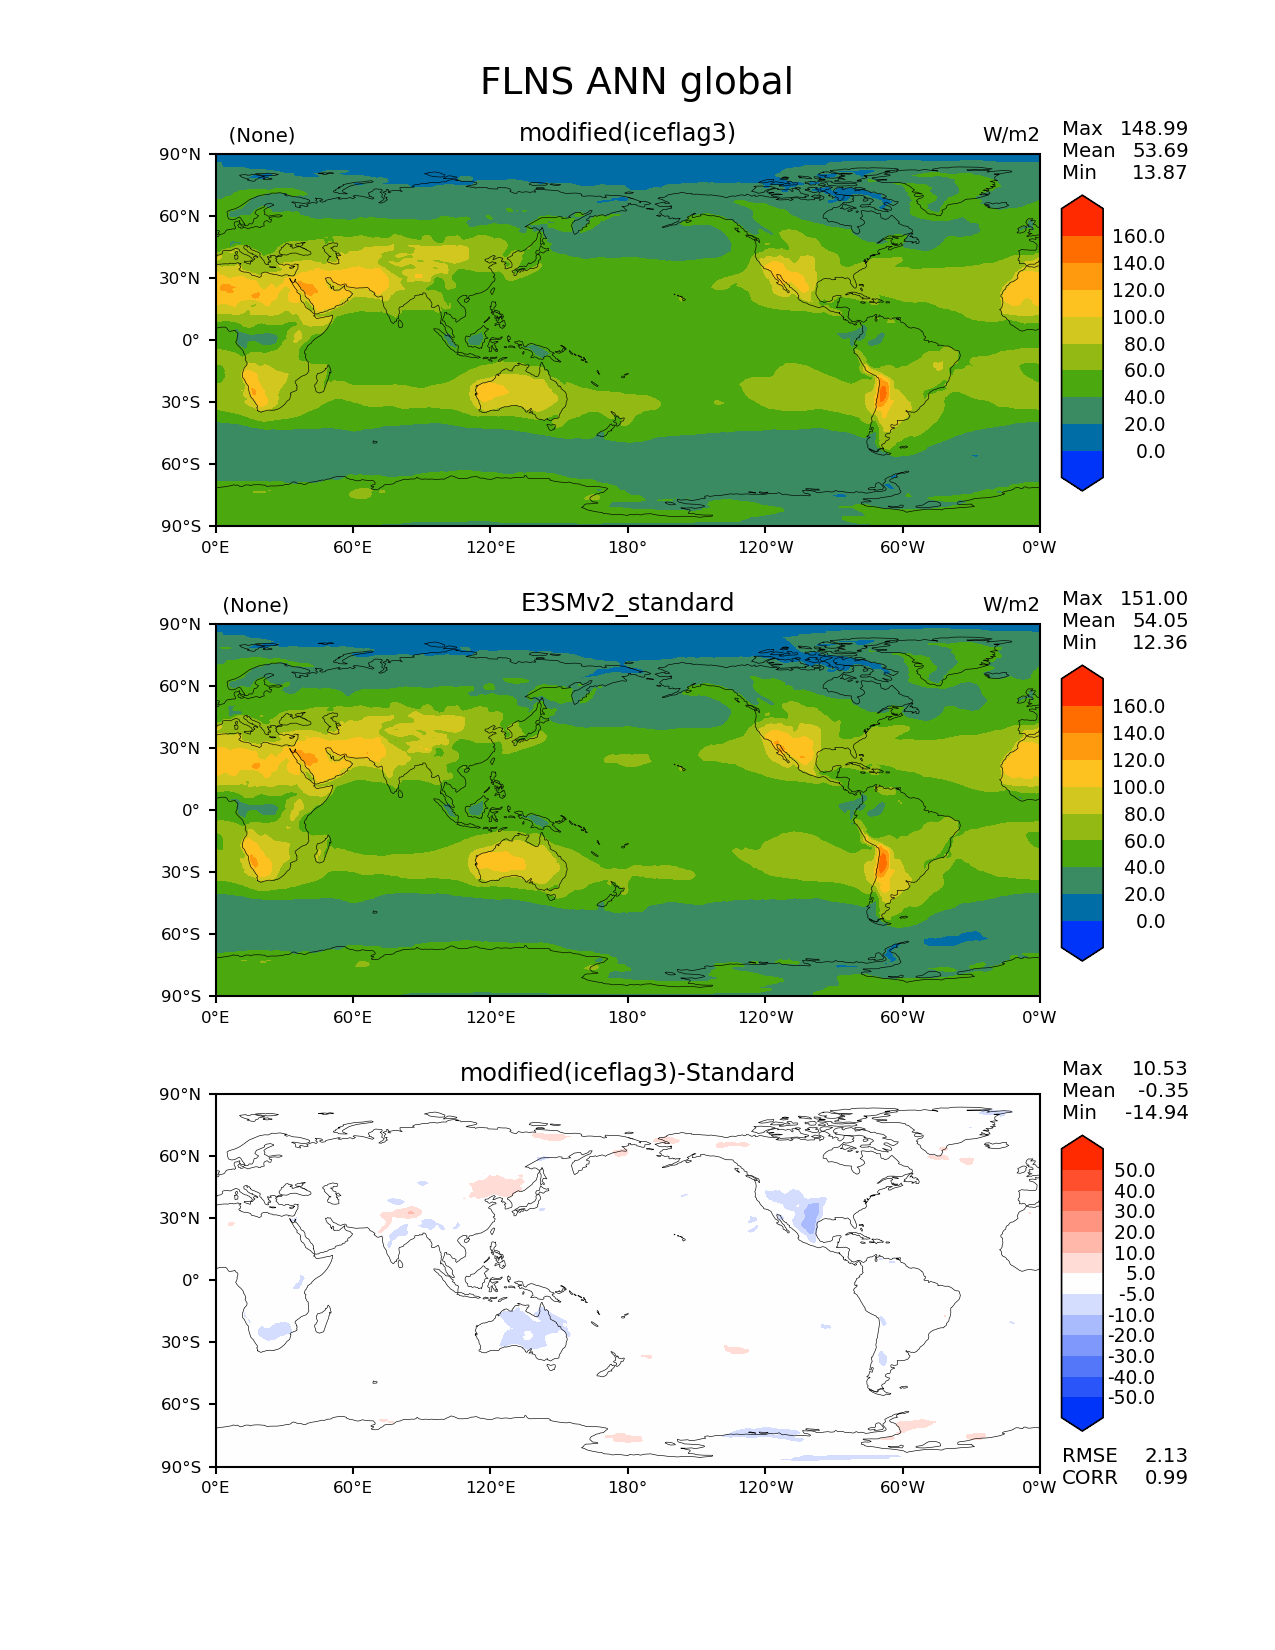 FLNS ANN global
(None) modified(iceflag3) W/m2
Max 148.99
Mean 53.69
Min 13.87
160.0
140.0
120.0
100.0
80.0
60.0
40.0
20.0
0.0
90°N
60°N
30°N
0°
30°S
60°S
90°S
0°E 60°E 120°E 180° 120°W 60°W 0°W
(None) E3SMv2_standard W/m2
Max 151.00
Mean 54.05
Min 12.36
160.0
140.0
120.0
100.0
80.0
60.0
40.0
20.0
0.0
90°N
60°N
30°N
0°
30°S
60°S
90°S
0°E 60°E 120°E 180° 120°W 60°W 0°W
modified(iceflag3)-Standard
Max 10.53
Mean -0.35
Min -14.94
50.0
40.0
30.0
20.0
10.0
5.0
-5.0
-10.0
-20.0
-30.0
-40.0
-50.0
90°N
60°N
30°N
0°
30°S
60°S
90°S
0°E 60°E 120°E 180° 120°W 60°W 0°W
RMSE 2.13
CORR 0.99